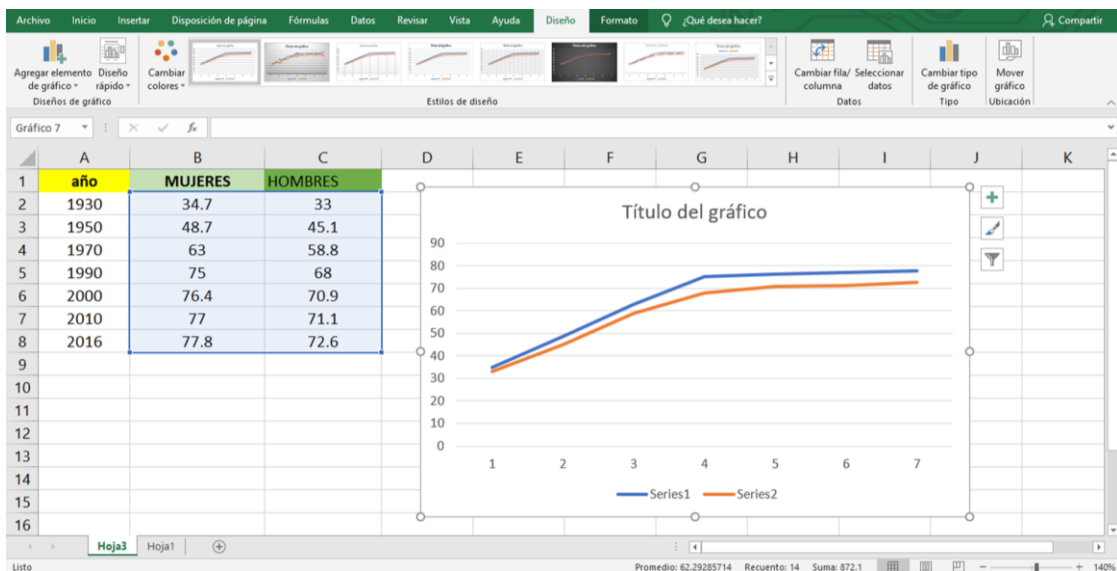 Archivo Inicio Insertar Disposición de página Fórmulas Datos Revisar Vista Ayuda Diseño Formato ¿Qué desea hacer? Compartir
Agregar elemento de gráfico
Diseño rápido
Cambiar colores
Cambiar fila/ columna
Seleccionar datos
Cambiar tipo de gráfico
Mover gráfico
Diseños de gráfico Estilos de diseño Datos Tipo Ubicación
Gráfico 7 fx
A B C D E F G H I J K
1 año MUJERES HOMBRES
2 1930 34.7 33
3 1950 48.7 45.1
4 1970 63 58.8
5 1990 75 68
6 2000 76.4 70.9
7 2010 77 71.1
8 2016 77.8 72.6
9
10
11
12
13
14
15
16
Título del gráfico
90
80
70
60
50
40
30
20
10
0
1 2 3 4 5 6 7
Series1 Series2
Hoja3 Hoja1
Listo Promedio: 62.29285714 Recuento: 14 Suma: 872.1 140%